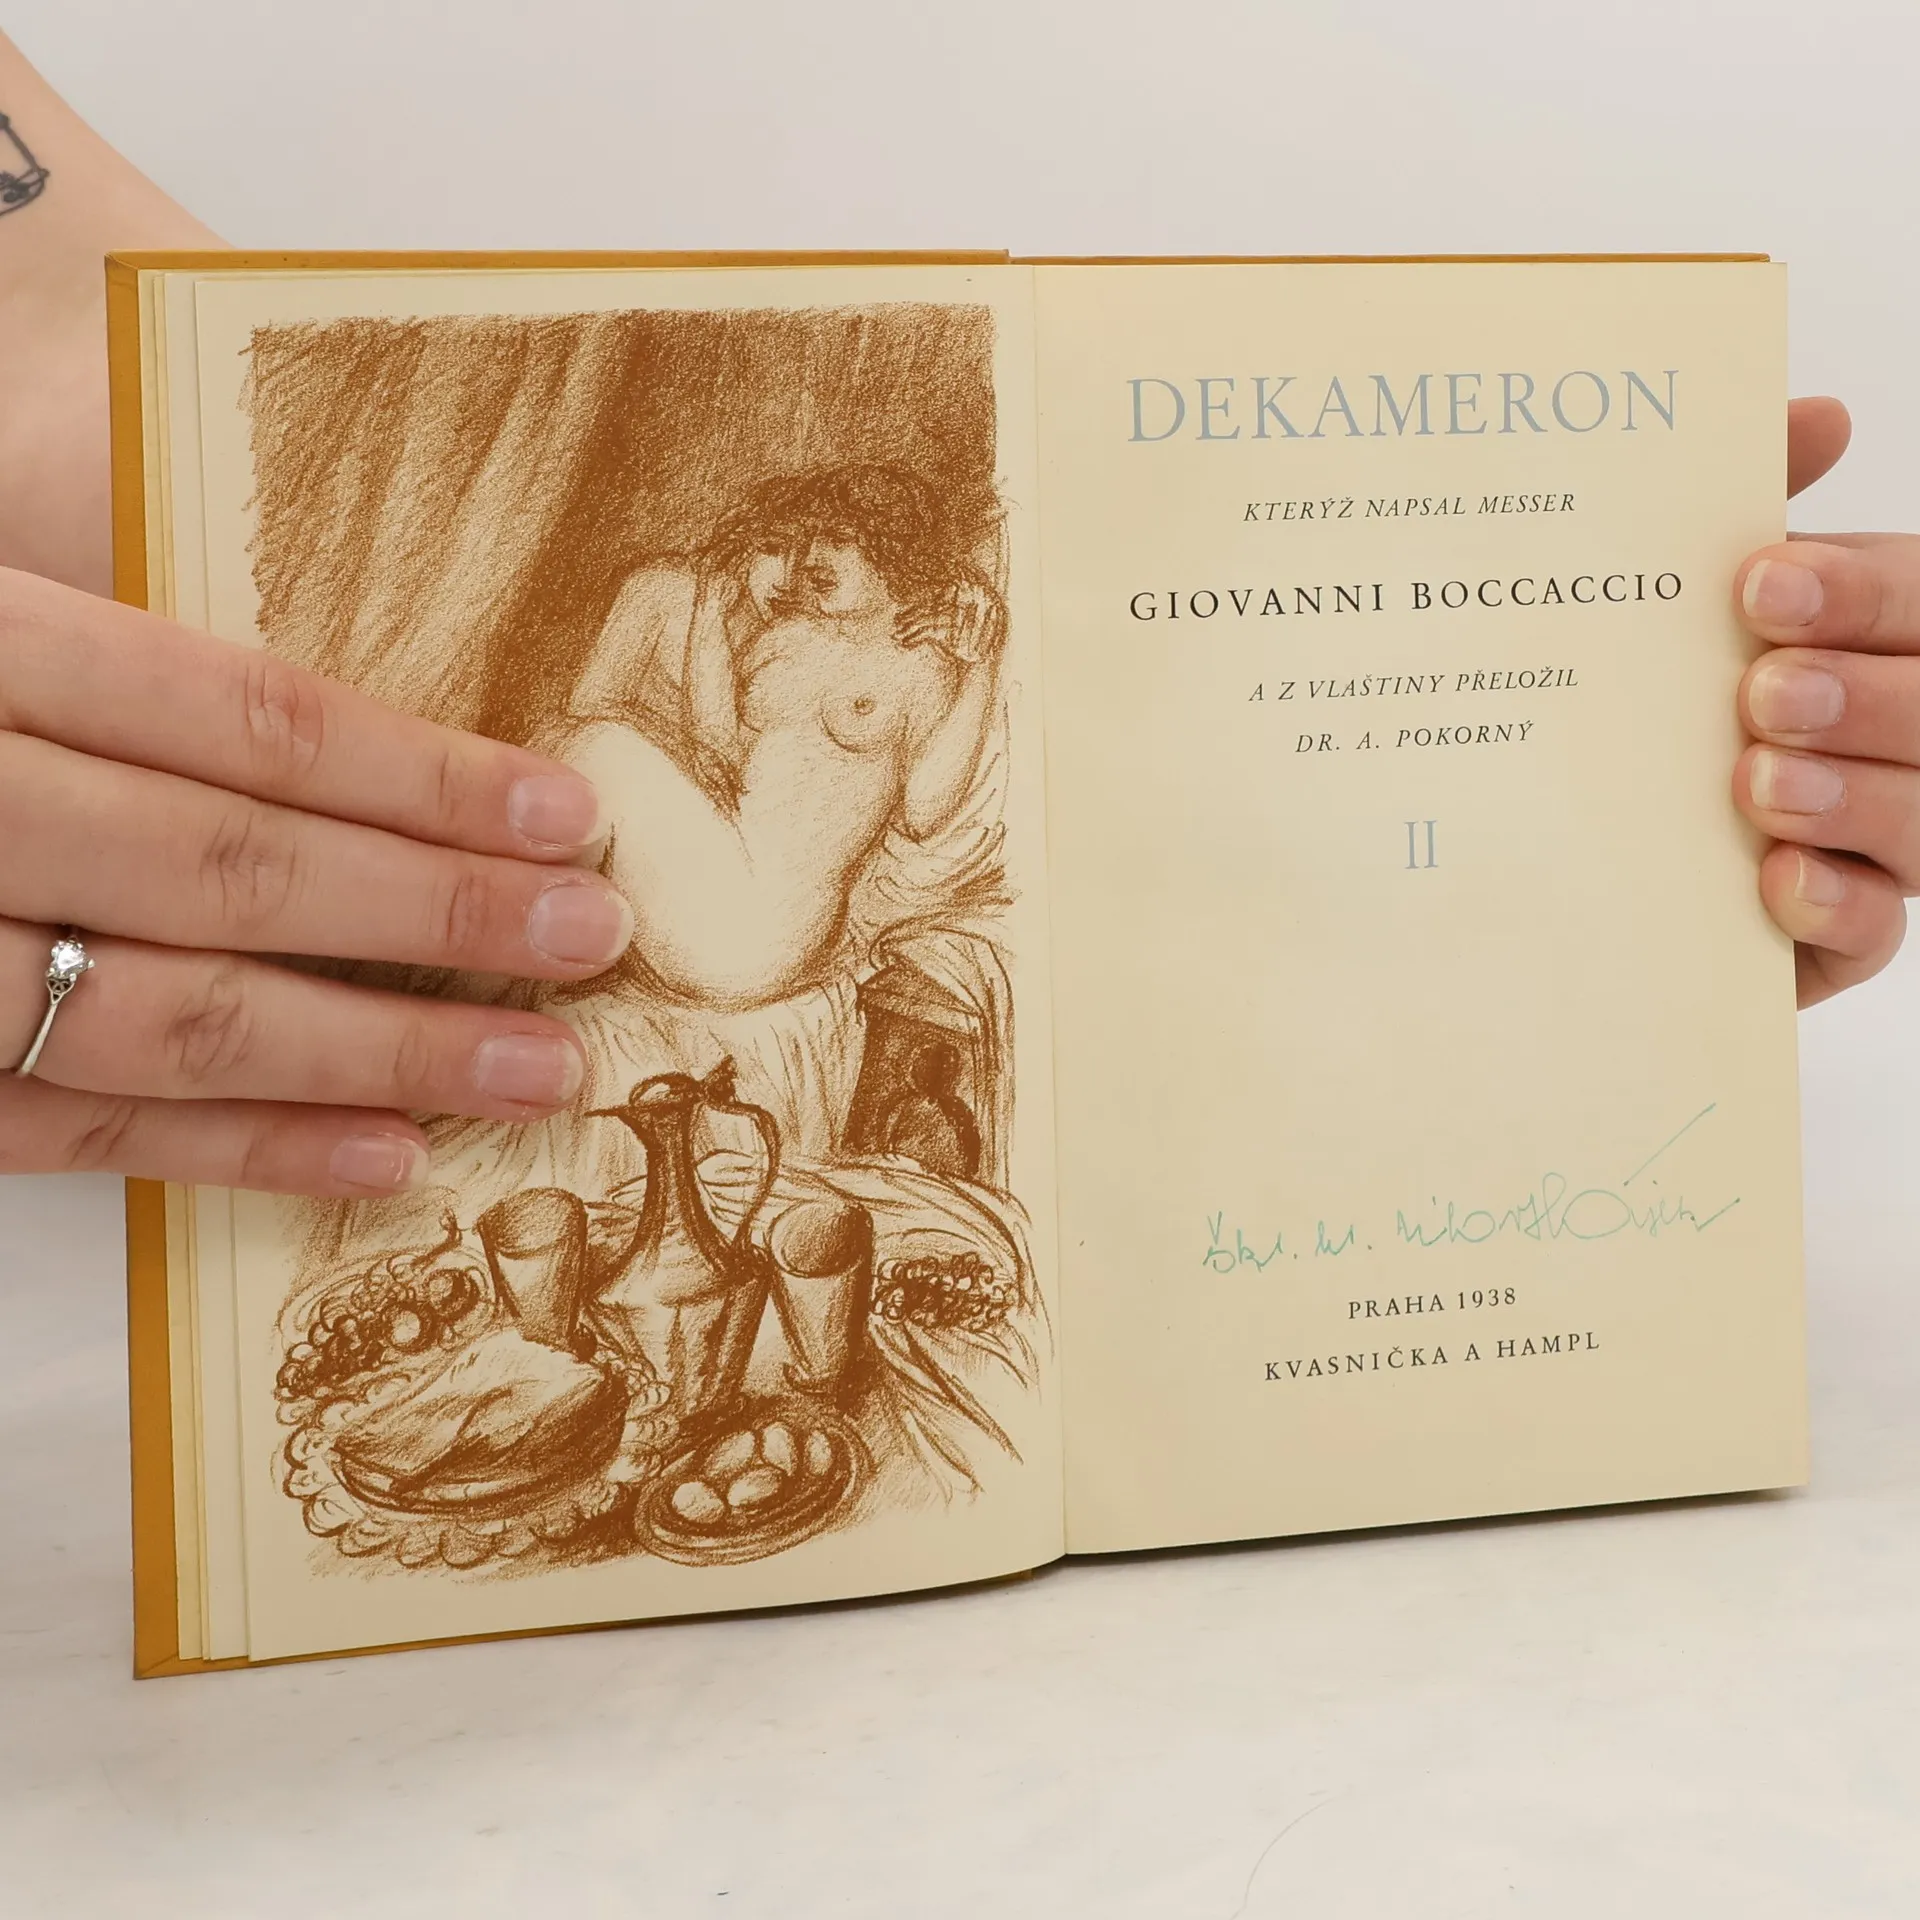 DEKAMERON
KTERÝŽ NAPSAL MESSER
GIOVANNI BOCCACCIO
A Z VLAŠTINY PŘELOŽIL
DR. A. POKORNÝ
II
PRAHA 1938
KVASNIČKA A HAMPL